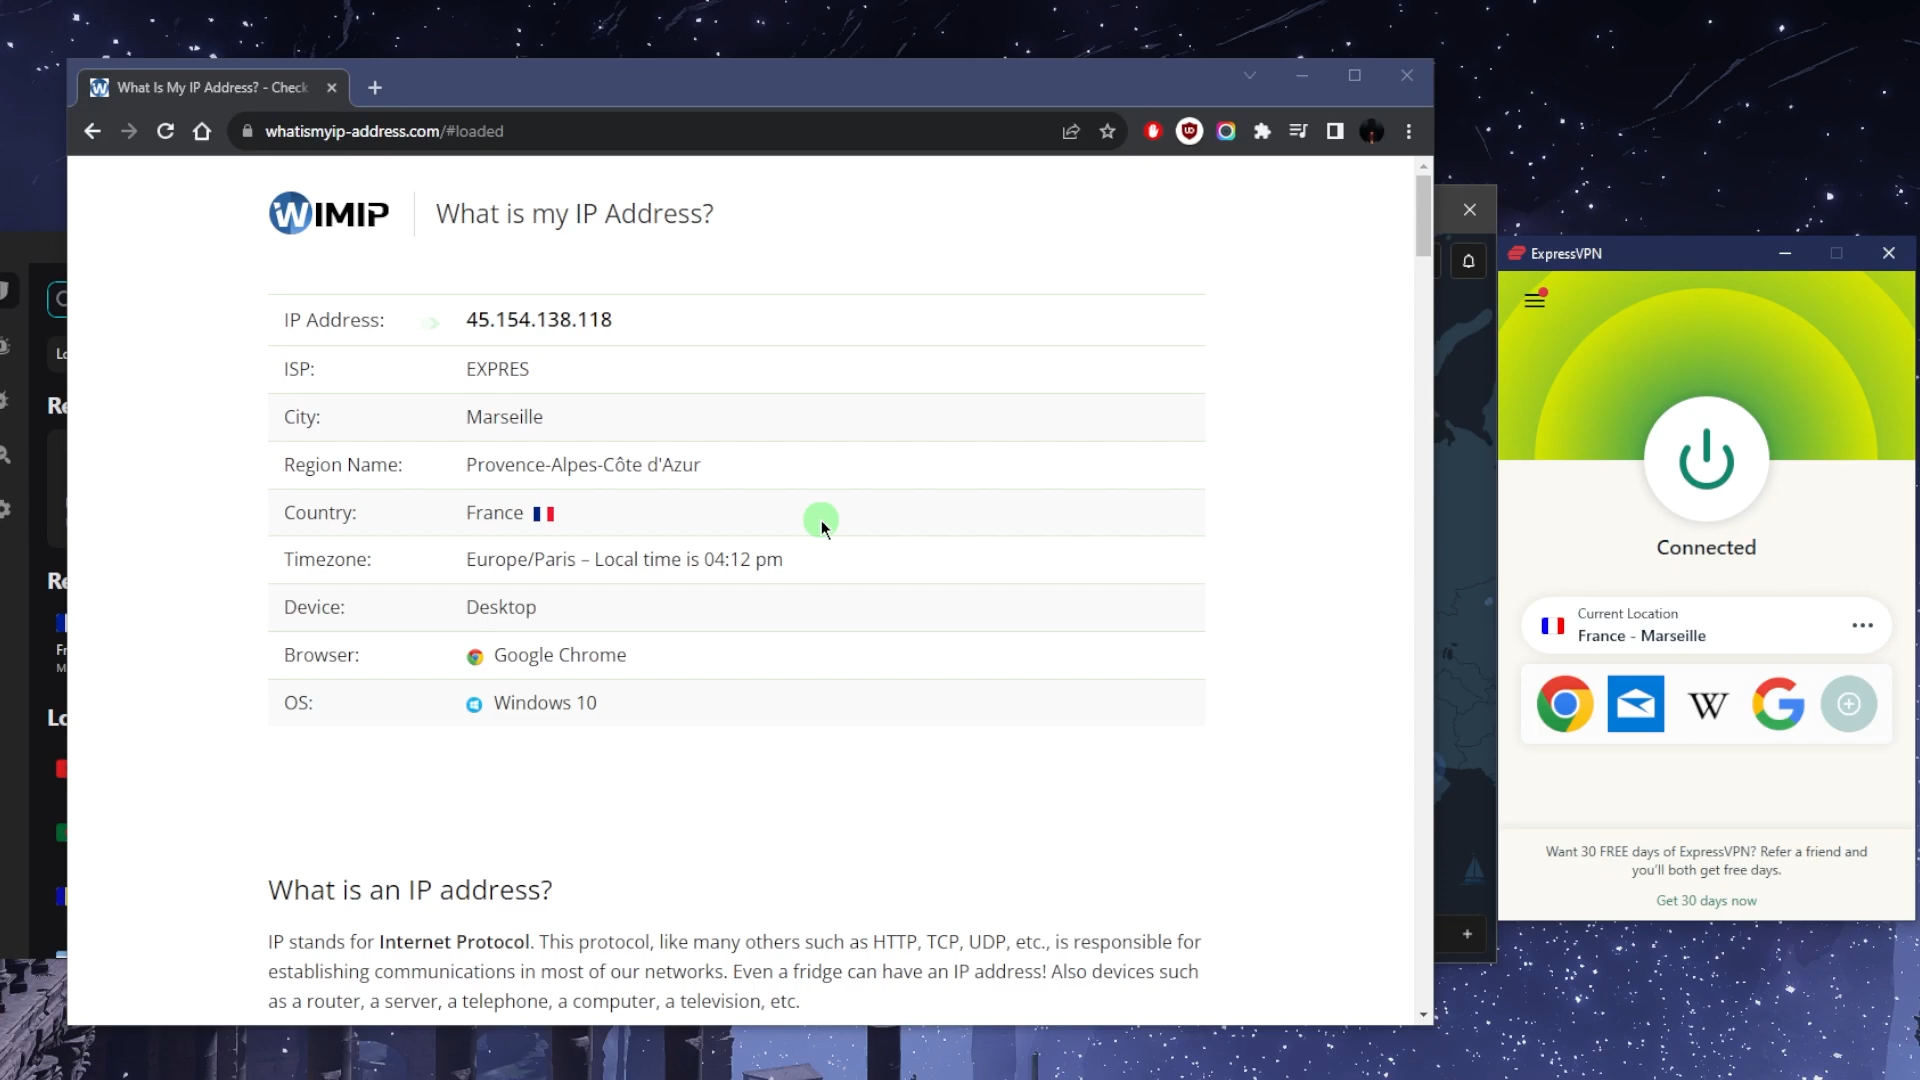 What Is My IP Address? - Check
whatismyip-address.com/#loaded
WIMIP
What is my IP Address?
IP Address: 45.154.138.118
ISP: EXPRES
City: Marseille
Region Name: Provence-Alpes-Côte d'Azur
Country: France
Timezone: Europe/Paris – Local time is 04:12 pm
Device: Desktop
Browser: Google Chrome
OS: Windows 10
What is an IP address?
IP stands for Internet Protocol. This protocol, like many others such as HTTP, TCP, UDP, etc., is responsible for
establishing communications in most of our networks. Even a fridge can have an IP address! Also devices such
as a router, a server, a telephone, a computer, a television, etc.
ExpressVPN
Connected
Current Location
France - Marseille
W
Want 30 FREE days of ExpressVPN? Refer a friend and
you'll both get free days.
Get 30 days now